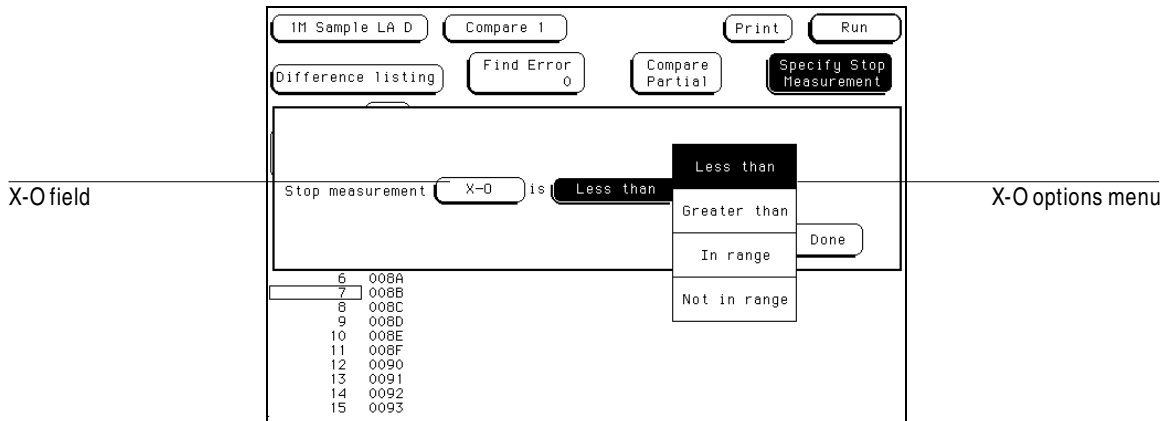 1M Sample LA D Compare 1 Print Run
Difference listing Find Error 0 Compare Partial Specify Stop Measurement
X-O field
Stop measurement X-O is Less than
Less than
Greater than
In range
Not in range
Done
X-O options menu
6 008A
7 008B
8 008C
9 008D
10 008E
11 008F
12 0090
13 0091
14 0092
15 0093